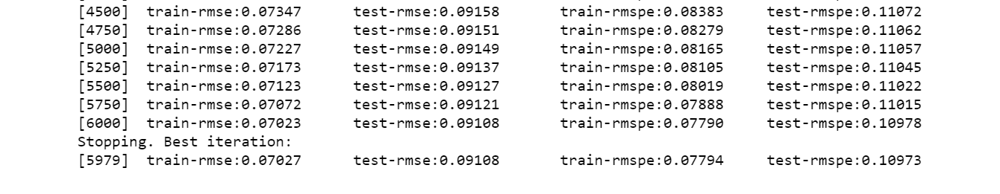 [4500] train-rmse:0.07347 test-rmse:0.09158 train-rmspe:0.08383 test-rmspe:0.11072
[4750] train-rmse:0.07286 test-rmse:0.09151 train-rmspe:0.08279 test-rmspe:0.11062
[5000] train-rmse:0.07227 test-rmse:0.09149 train-rmspe:0.08165 test-rmspe:0.11057
[5250] train-rmse:0.07173 test-rmse:0.09137 train-rmspe:0.08105 test-rmspe:0.11045
[5500] train-rmse:0.07123 test-rmse:0.09127 train-rmspe:0.08019 test-rmspe:0.11022
[5750] train-rmse:0.07072 test-rmse:0.09121 train-rmspe:0.07888 test-rmspe:0.11015
[6000] train-rmse:0.07023 test-rmse:0.09108 train-rmspe:0.07790 test-rmspe:0.10978
Stopping. Best iteration:
[5979] train-rmse:0.07027 test-rmse:0.09108 train-rmspe:0.07794 test-rmspe:0.10973